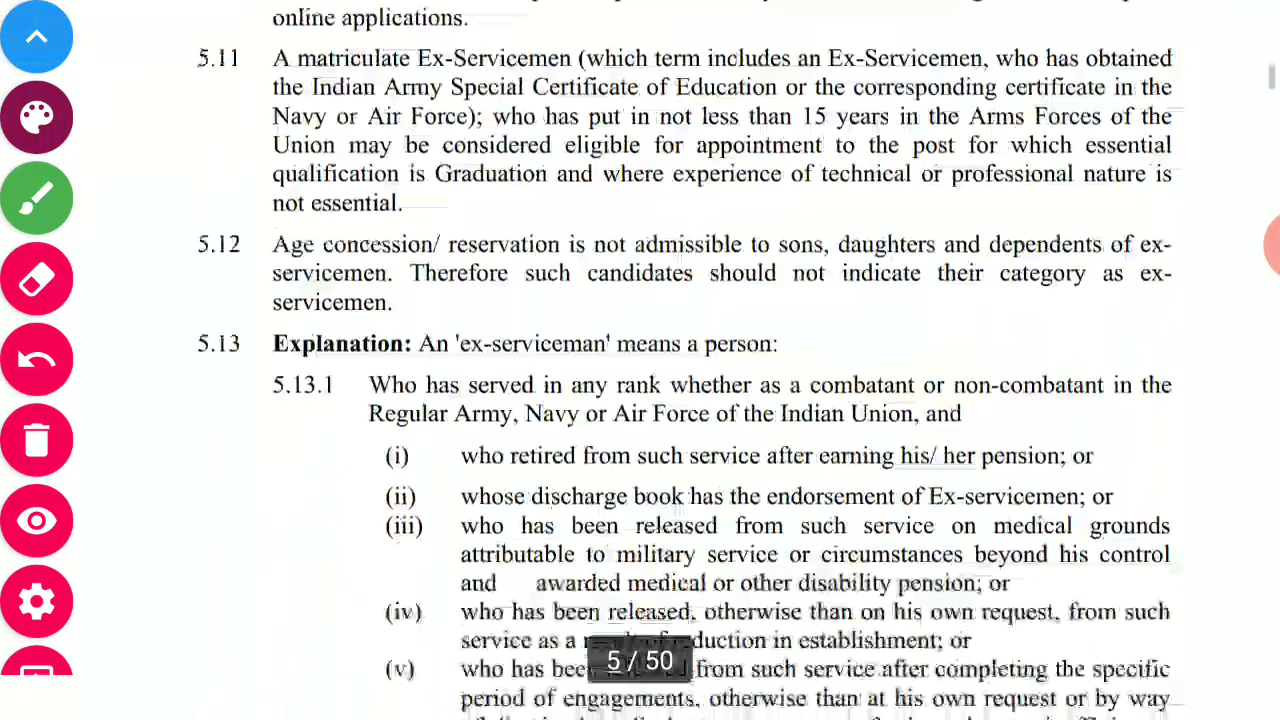 online applications.
5.11 A matriculate Ex-Servicemen (which term includes an Ex-Servicemen, who has obtained
the Indian Army Special Certificate of Education or the corresponding certificate in the
Navy or Air Force); who has put in not less than 15 years in the Arms Forces of the
Union may be considered eligible for appointment to the post for which essential
qualification is Graduation and where experience of technical or professional nature is
not essential.
5.12 Age concession/ reservation is not admissible to sons, daughters and dependents of ex-
servicemen. Therefore such candidates should not indicate their category as ex-
servicemen.
5.13 Explanation: An 'ex-serviceman' means a person:
5.13.1 Who has served in any rank whether as a combatant or non-combatant in the
Regular Army, Navy or Air Force of the Indian Union, and
(i) who retired from such service after earning his/ her pension; or
(ii) whose discharge book has the endorsement of Ex-servicemen; or
(iii) who has been released from such service on medical grounds
attributable to military service or circumstances beyond his control
and awarded medical or other disability pension; or
(iv) who has been released, otherwise than on his own request, from such
service as a of reduction in establishment; or
5 / 50
(v) who has been from such service after completing the specific
period of engagements, otherwise than at his own request or by way